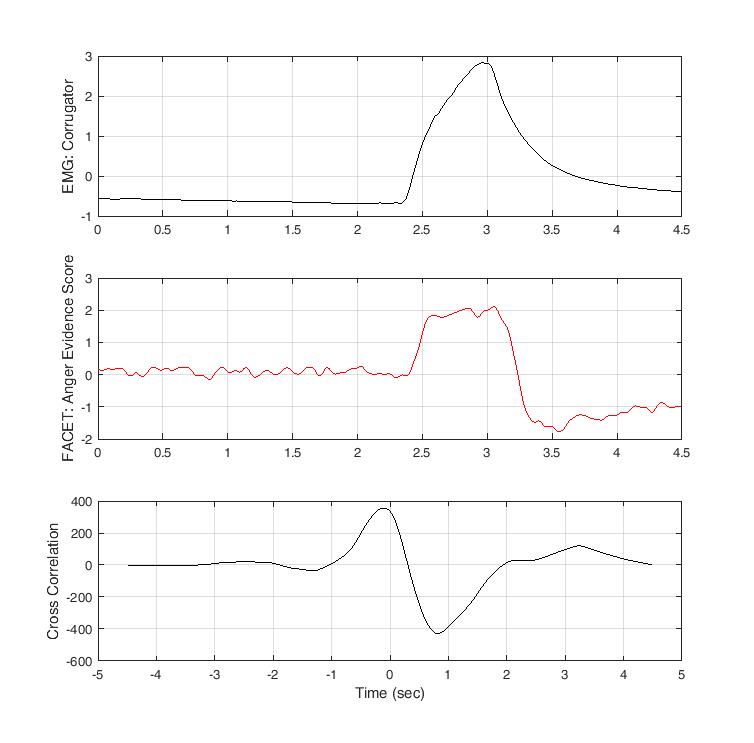 EMG: Corrugator
3
2
1
0
-1
0 0.5 1 1.5 2 2.5 3 3.5 4 4.5
FACET: Anger Evidence Score
3
2
1
0
-1
-2
0 0.5 1 1.5 2 2.5 3 3.5 4 4.5
Cross Correlation
400
200
0
-200
-400
-600
-5 -4 -3 -2 -1 0 1 2 3 4 5
Time (sec)